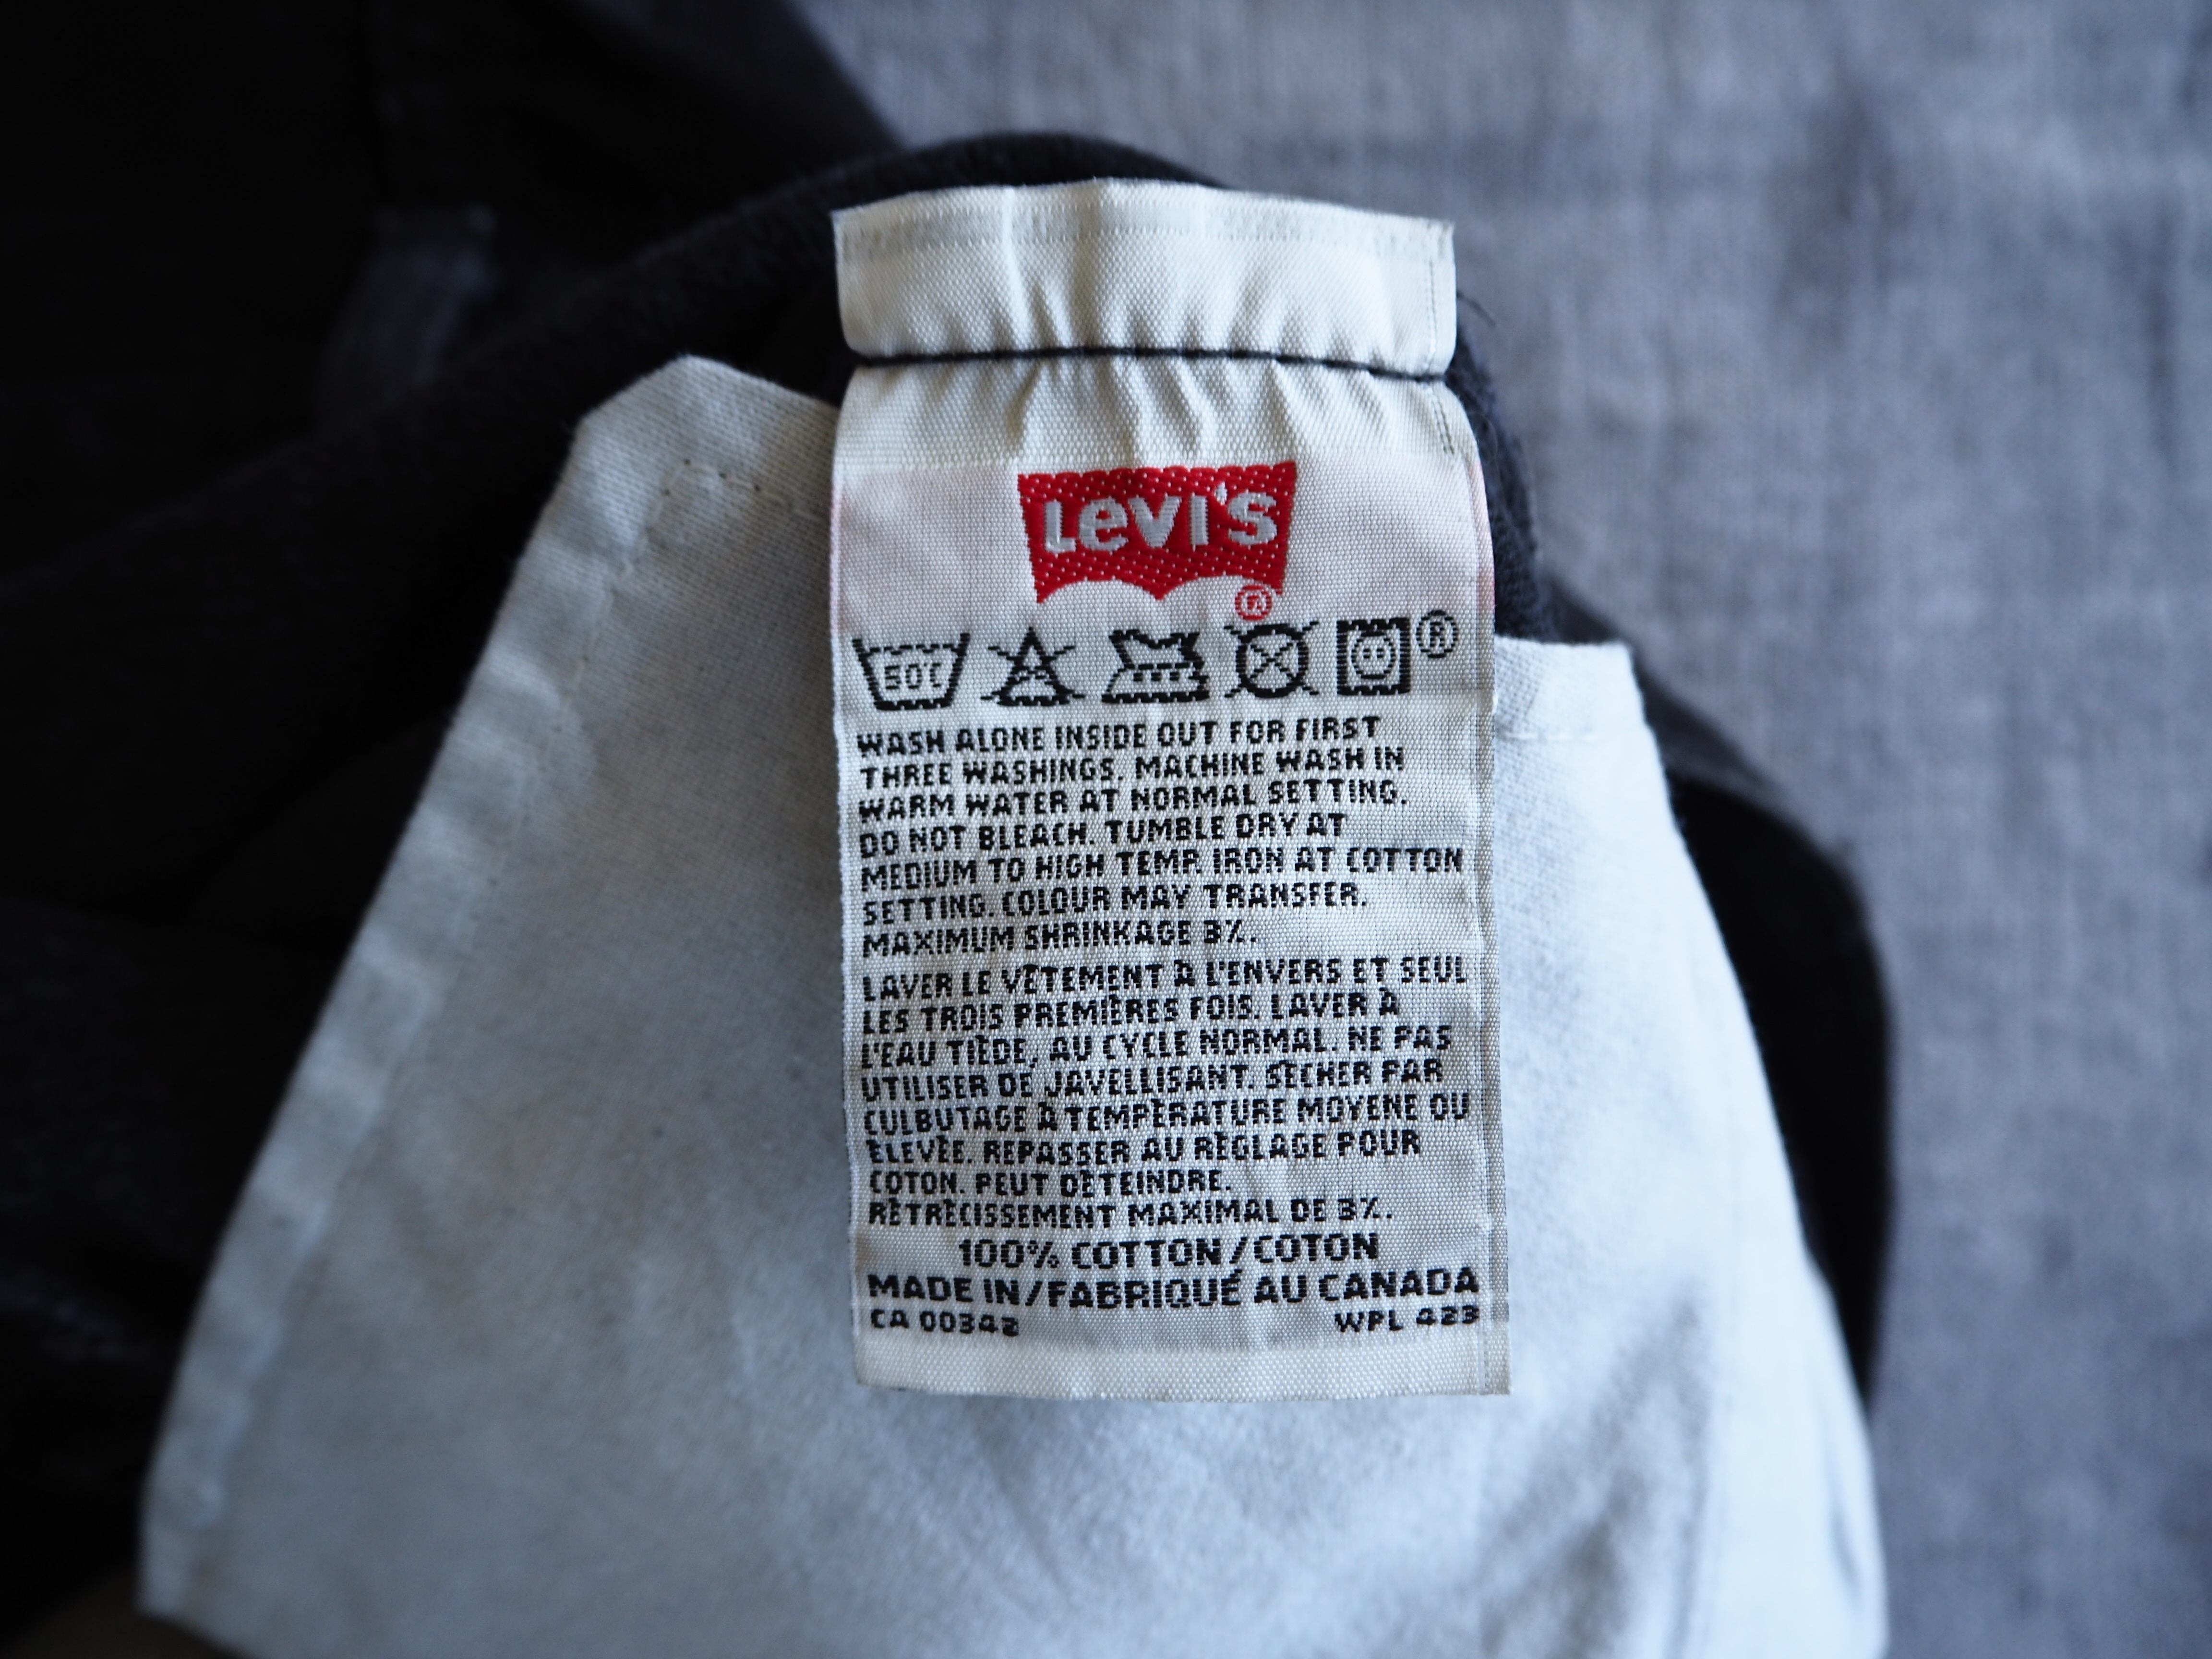 Levi's
®
50C
®
WASH ALONE INSIDE OUT FOR FIRST
THREE WASHINGS. MACHINE WASH IN
WARM WATER AT NORMAL SETTING.
DO NOT BLEACH. TUMBLE DRY AT
MEDIUM TO HIGH TEMP. IRON AT COTTON
SETTING. COLOUR MAY TRANSFER.
MAXIMUM SHRINKAGE 3%.
LAVER LE VÊTEMENT À L'ENVERS ET SEUL
LES TROIS PREMIÈRES FOIS. LAVER À
L'EAU TIÈDE, AU CYCLE NORMAL. NE PAS
UTILISER DE JAVELLISANT. SÉCHER PAR
CULBUTAGE À TEMPÉRATURE MOYENE OU
ÉLEVÉE. REPASSER AU RÉGLAGE POUR
COTON. PEUT DÉTEINDRE.
RÉTRÉCISSEMENT MAXIMAL DE 3%.
100% COTTON/COTON
MADE IN/FABRIQUÉ AU CANADA
CA 00342 WPL 423